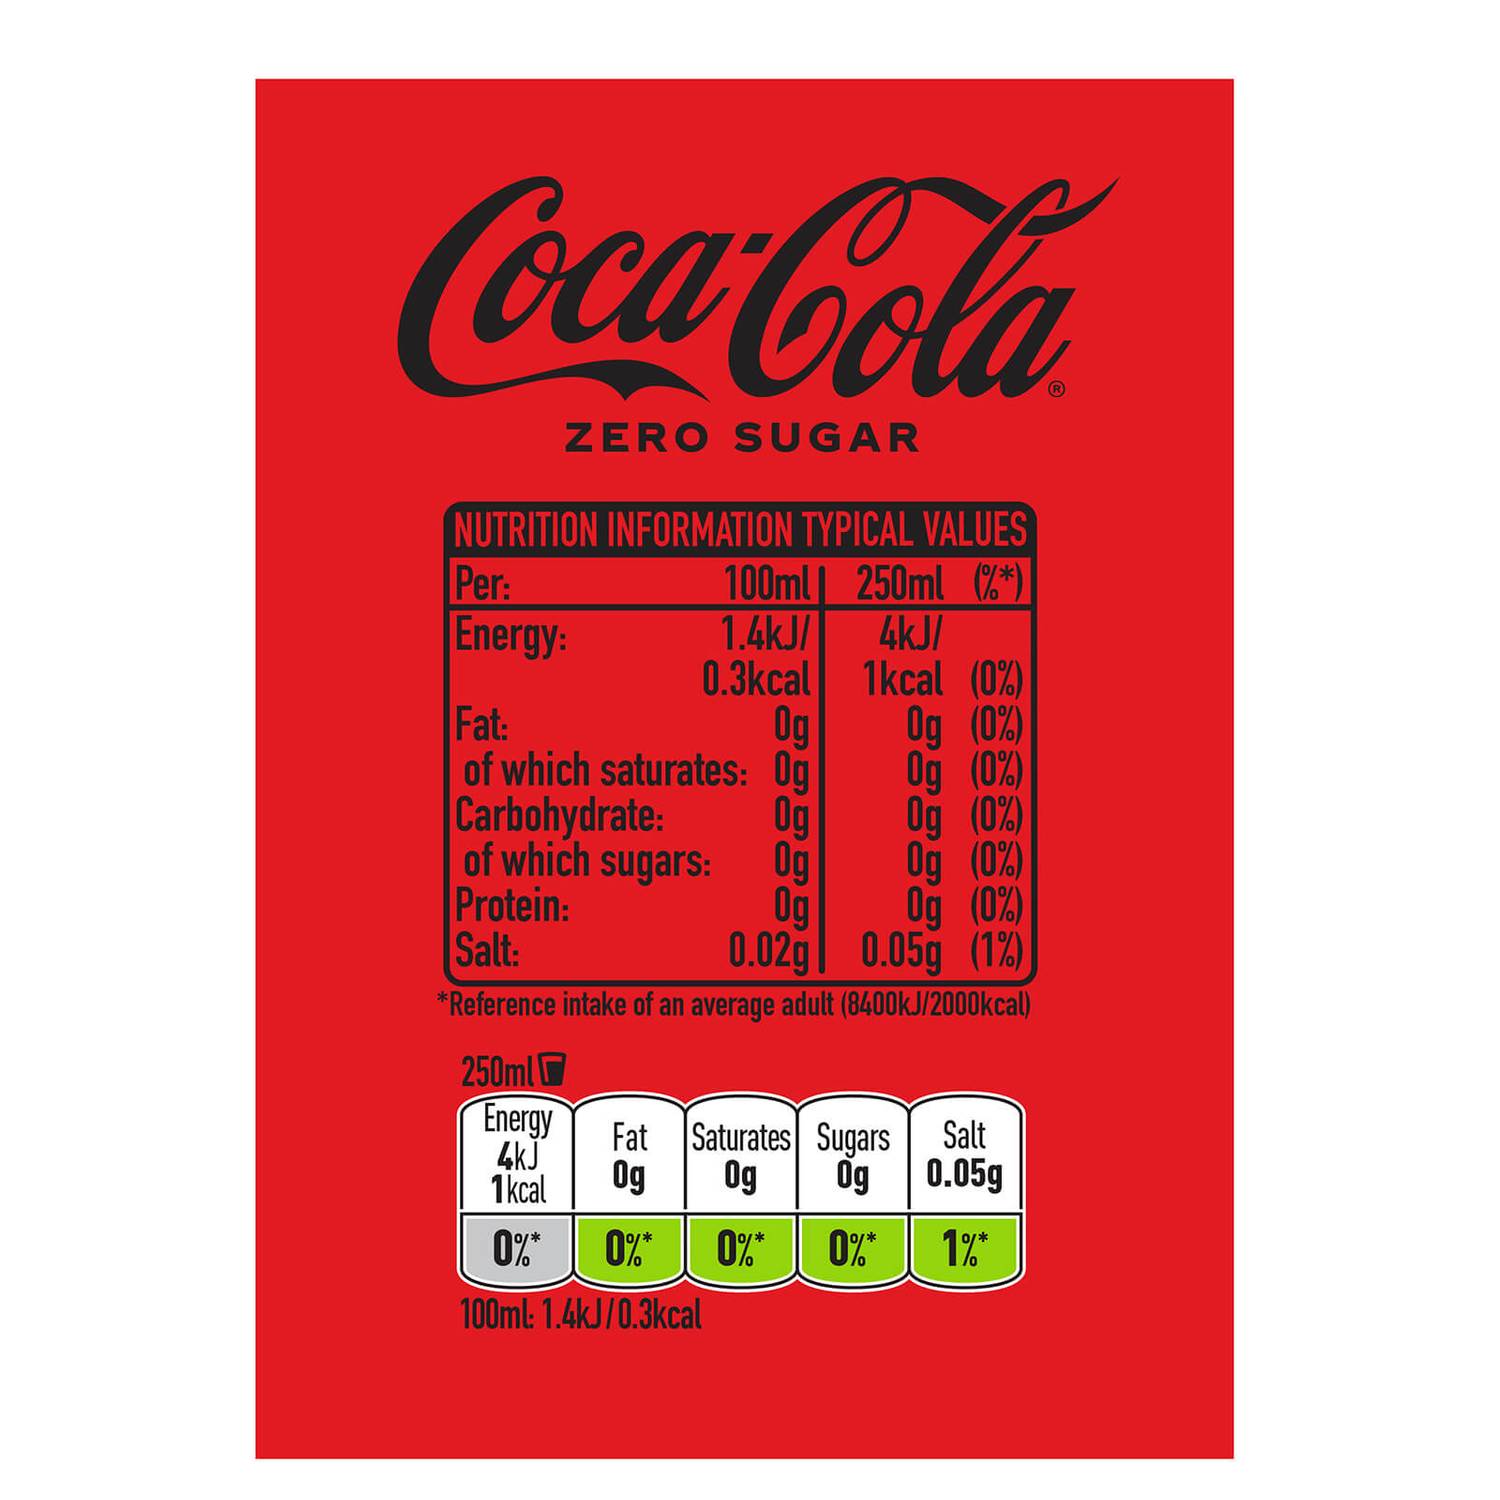 Coca-Cola®
ZERO SUGAR
NUTRITION INFORMATION TYPICAL VALUES
Per: 100ml 250ml (%*)
Energy: 1.4kJ/ 4kJ/
0.3kcal 1kcal (0%)
Fat: 0g 0g (0%)
of which saturates: 0g 0g (0%)
Carbohydrate: 0g 0g (0%)
of which sugars: 0g 0g (0%)
Protein: 0g 0g (0%)
Salt: 0.02g 0.05g (1%)
*Reference intake of an average adult (8400kJ/2000kcal)
250ml
Energy Fat Saturates Sugars Salt
4kJ 0g 0g 0g 0.05g
1kcal
0%* 0%* 0%* 0%* 1%*
100ml: 1.4kJ/0.3kcal